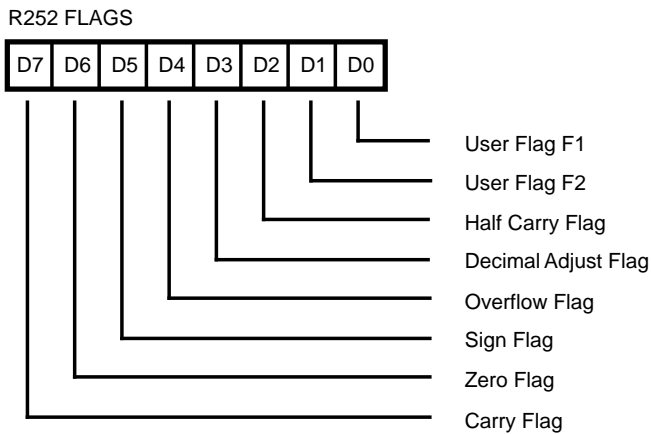 R252 FLAGS
D7 D6 D5 D4 D3 D2 D1 D0
User Flag F1
User Flag F2
Half Carry Flag
Decimal Adjust Flag
Overflow Flag
Sign Flag
Zero Flag
Carry Flag